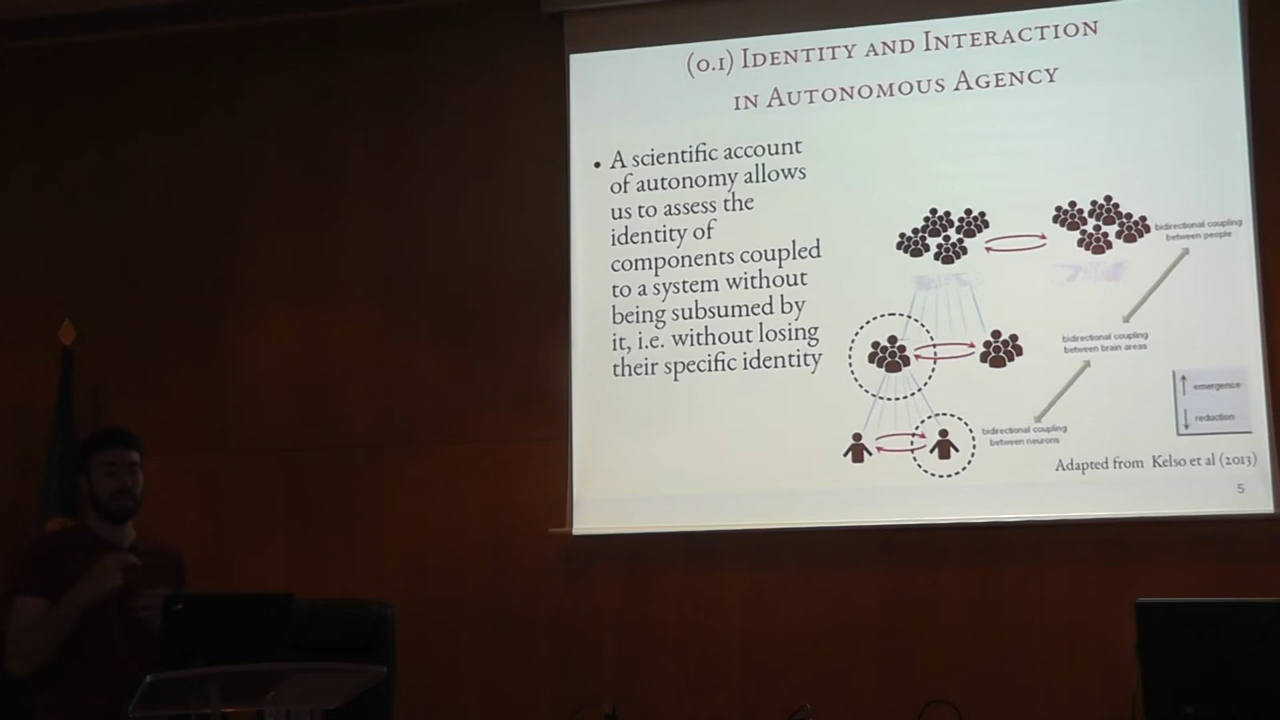 (0.1) Identity and Interaction
in Autonomous Agency
• A scientific account
of autonomy allows
us to assess the
identity of
components coupled
to a system without
being subsumed by
it, i.e. without losing
their specific identity
bidirectional coupling
between people
bidirectional coupling
between brain areas
bidirectional coupling
between neurons
emergence
reduction
Adapted from Kelso et al (2013)
5